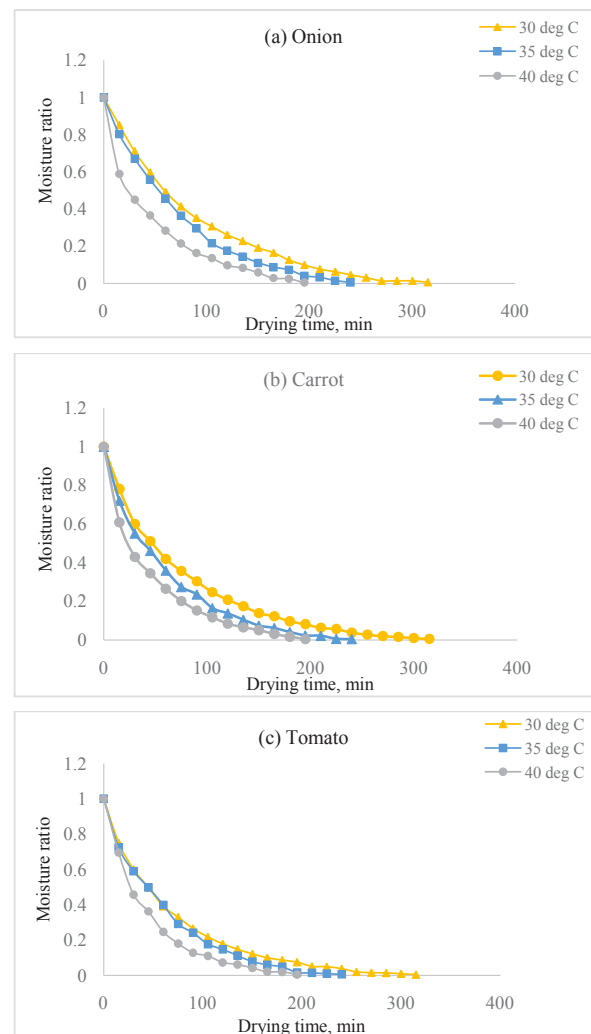 (a) Onion
30 deg C
35 deg C
40 deg C
Moisture ratio
1.2
1
0.8
0.6
0.4
0.2
0
0 100 200 300 400
Drying time, min
(b) Carrot
30 deg C
35 deg C
40 deg C
Moisture ratio
1.2
1
0.8
0.6
0.4
0.2
0
0 100 200 300 400
Drying time, min
(c) Tomato
30 deg C
35 deg C
40 deg C
Moisture ratio
1.2
1
0.8
0.6
0.4
0.2
0
0 100 200 300 400
Drying time, min